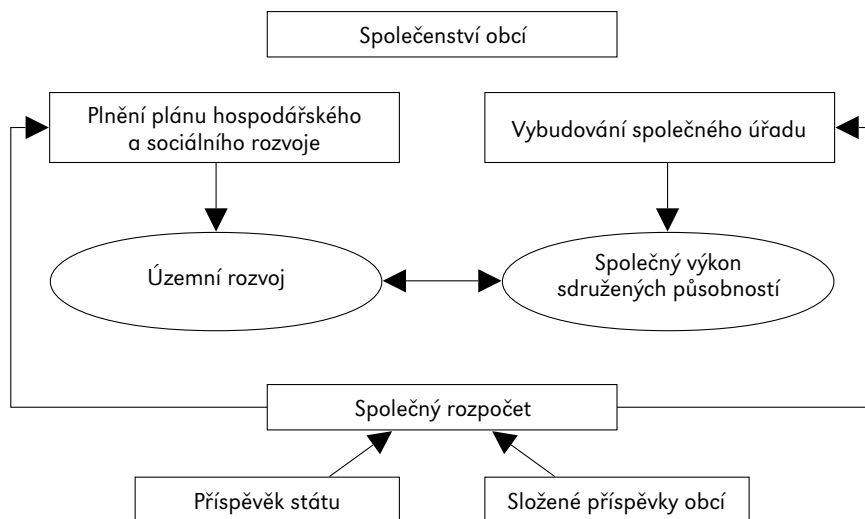 Společenství obcí
Plnění plánu hospodářského
a sociálního rozvoje
Vybudování společného úřadu
Územní rozvoj
Společný výkon
sdružených působností
Společný rozpočet
Příspěvěk státu
Složené příspěvky obcí